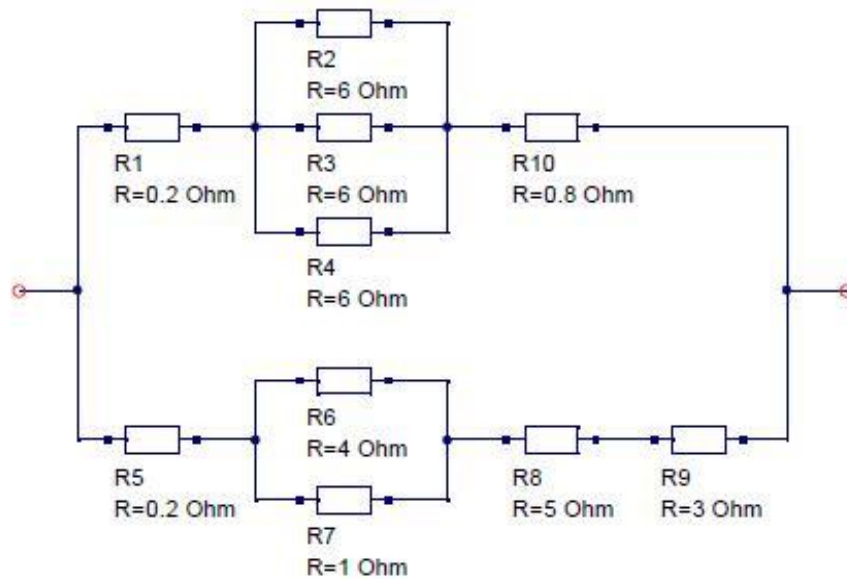 R2
R=6 Ohm
R1
R=0.2 Ohm
R3
R=6 Ohm
R10
R=0.8 Ohm
R4
R=6 Ohm
R6
R=4 Ohm
R5
R=0.2 Ohm
R8
R=5 Ohm
R9
R=3 Ohm
R7
R=1 Ohm